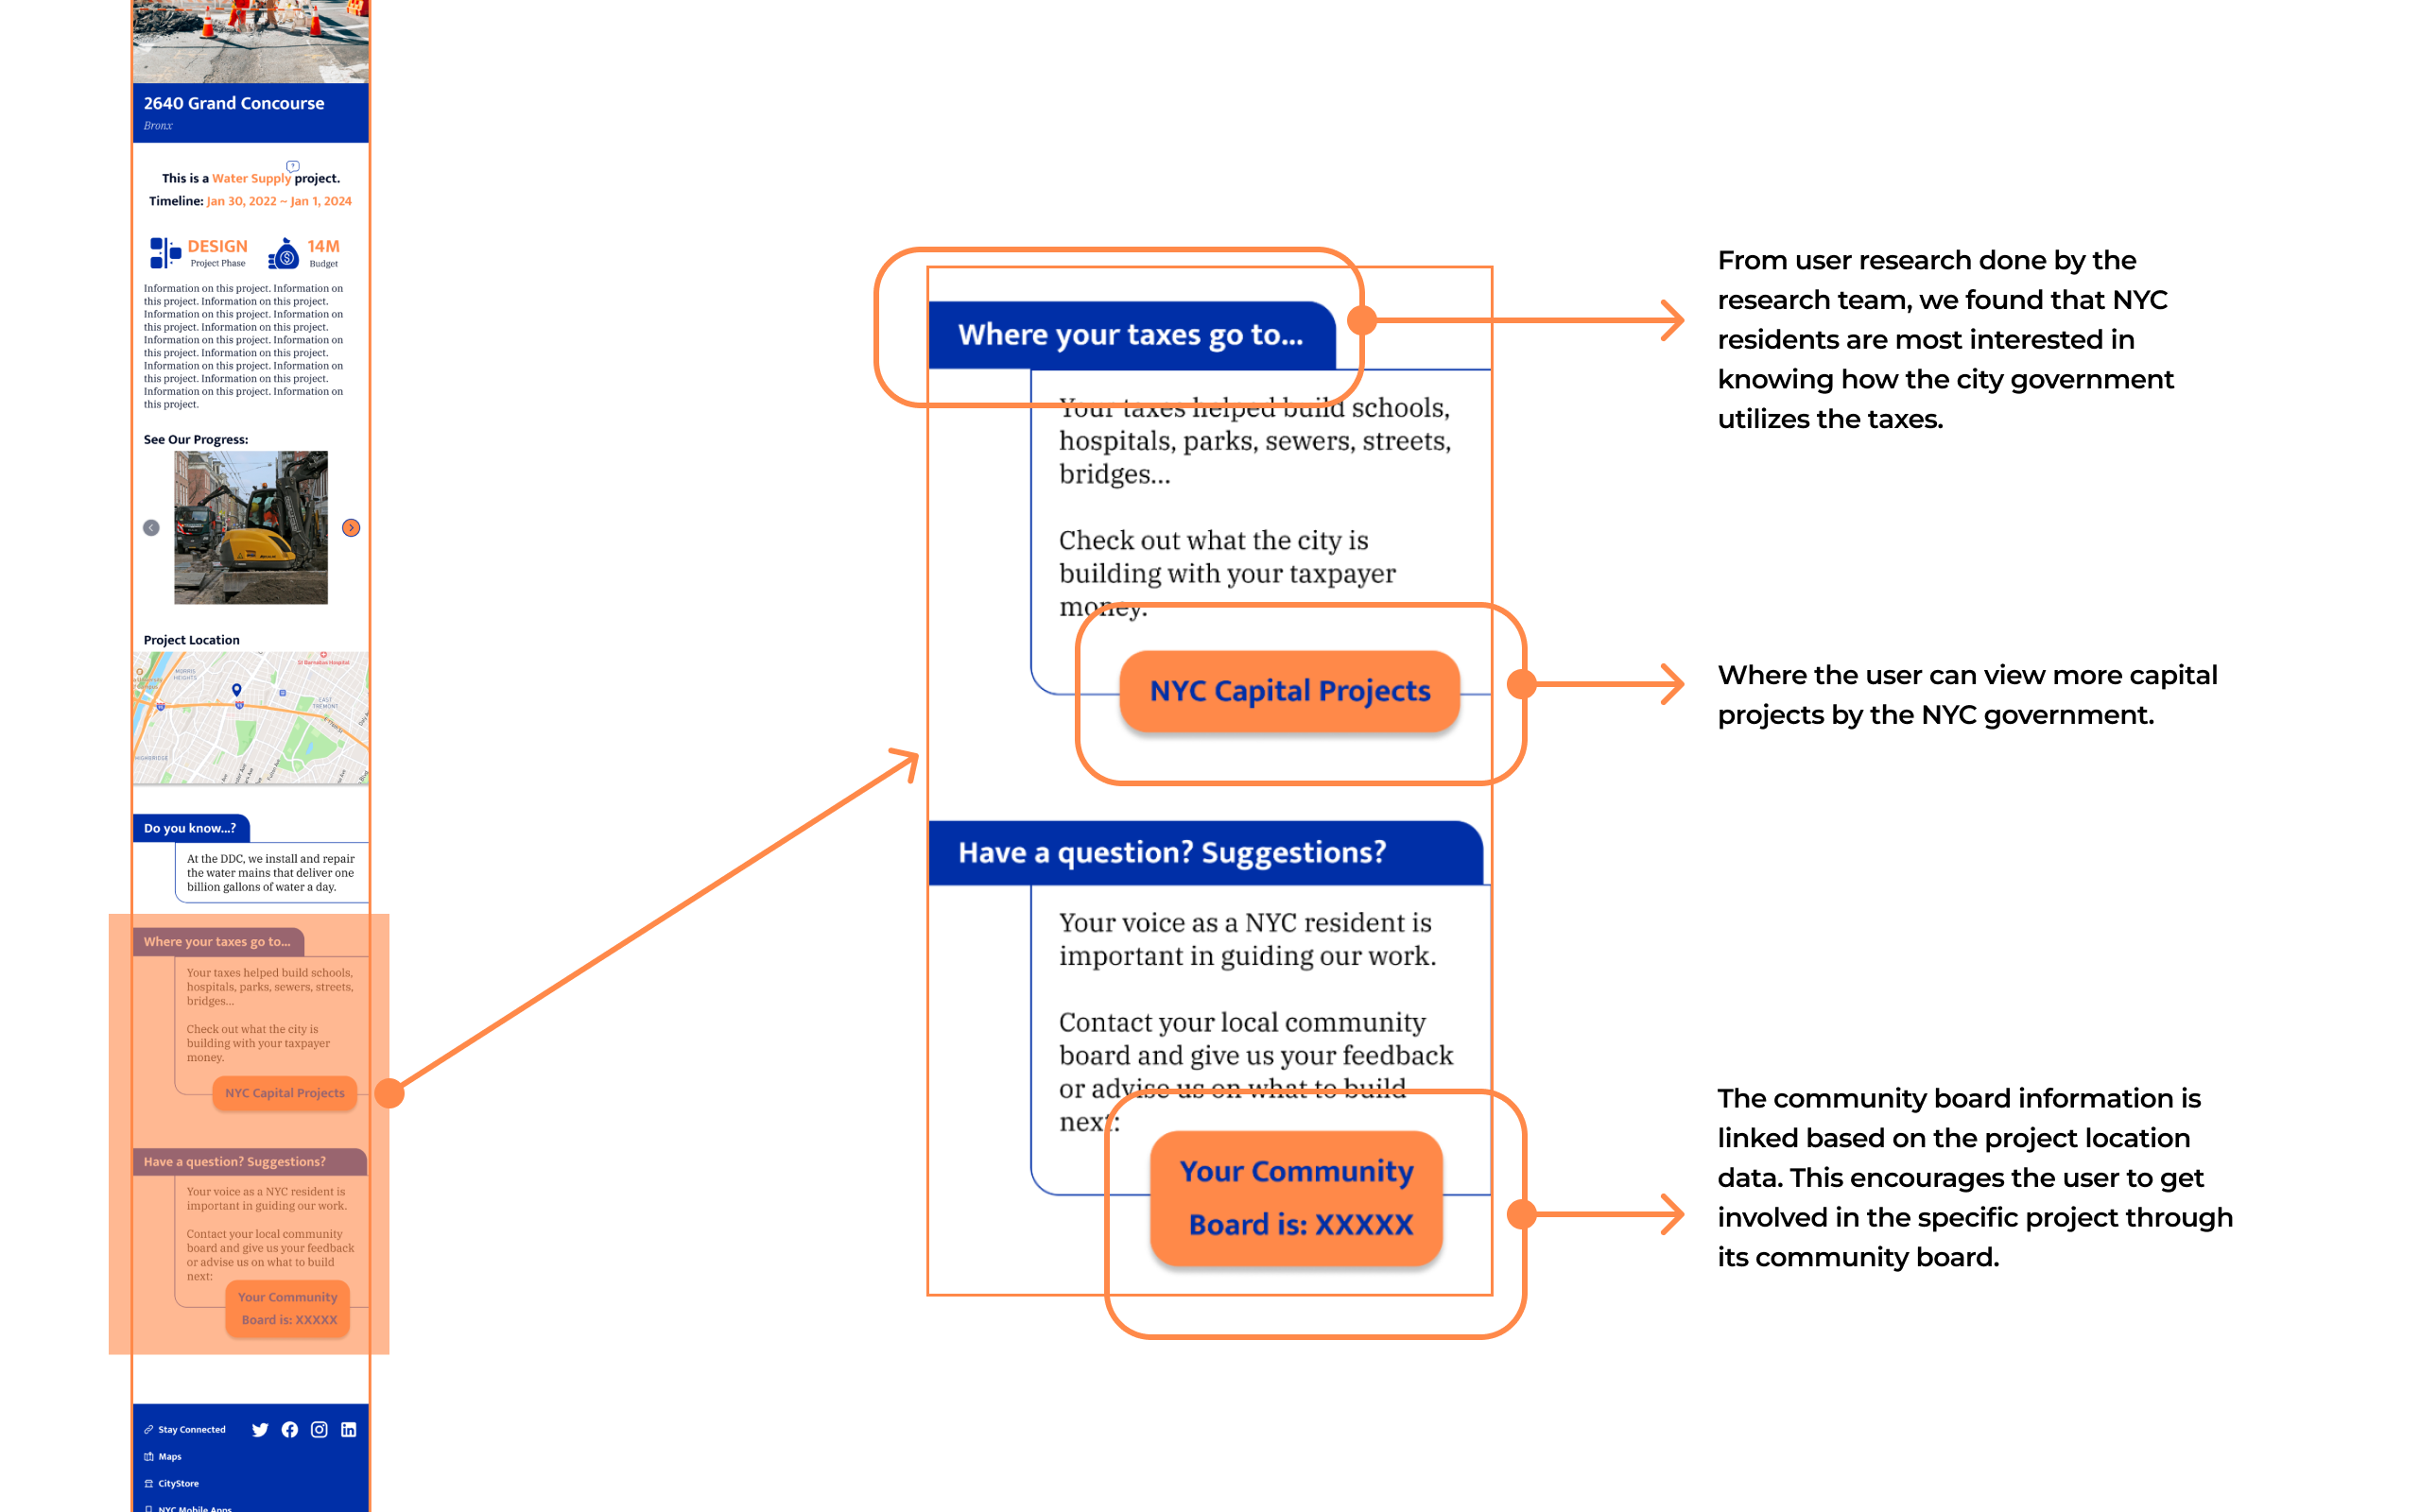 2640 Grand Concourse
Bronx
?
This is a Water Supply project.
Timeline: Jan 30, 2022 ~ Jan 1, 2024
DESIGN
Project Phase
14M
Budget
Information on this project. Information on
this project. Information on this project.
Information on this project. Information on
this project. Information on this project.
Information on this project. Information on
this project. Information on this project.
Information on this project. Information on
this project. Information on this project.
Information on this project. Information on
this project.
See Our Progress:
Project Location
St Barnabas Hospital
MORRIS
HEIGHTS
EAST
TREMONT
HIGHBRIDGE
Do you know...?
At the DDC, we install and repair
the water mains that deliver one
billion gallons of water a day.
Where your taxes go to...
Your taxes helped build schools,
hospitals, parks, sewers, streets,
bridges...
Check out what the city is
building with your taxpayer
money.
NYC Capital Projects
Have a question? Suggestions?
Your voice as a NYC resident is
important in guiding our work.
Contact your local community
board and give us your feedback
or advise us on what to build
next:
Your Community
Board is: XXXXX
Stay Connected
Maps
CityStore
NYC Mobile Apps
Where your taxes go to...
Your taxes helped build schools,
hospitals, parks, sewers, streets,
bridges...
Check out what the city is
building with your taxpayer
money.
NYC Capital Projects
Have a question? Suggestions?
Your voice as a NYC resident is
important in guiding our work.
Contact your local community
board and give us your feedback
or advise us on what to build
next:
Your Community
Board is: XXXXX
From user research done by the
research team, we found that NYC
residents are most interested in
knowing how the city government
utilizes the taxes.
Where the user can view more capital
projects by the NYC government.
The community board information is
linked based on the project location
data. This encourages the user to get
involved in the specific project through
its community board.